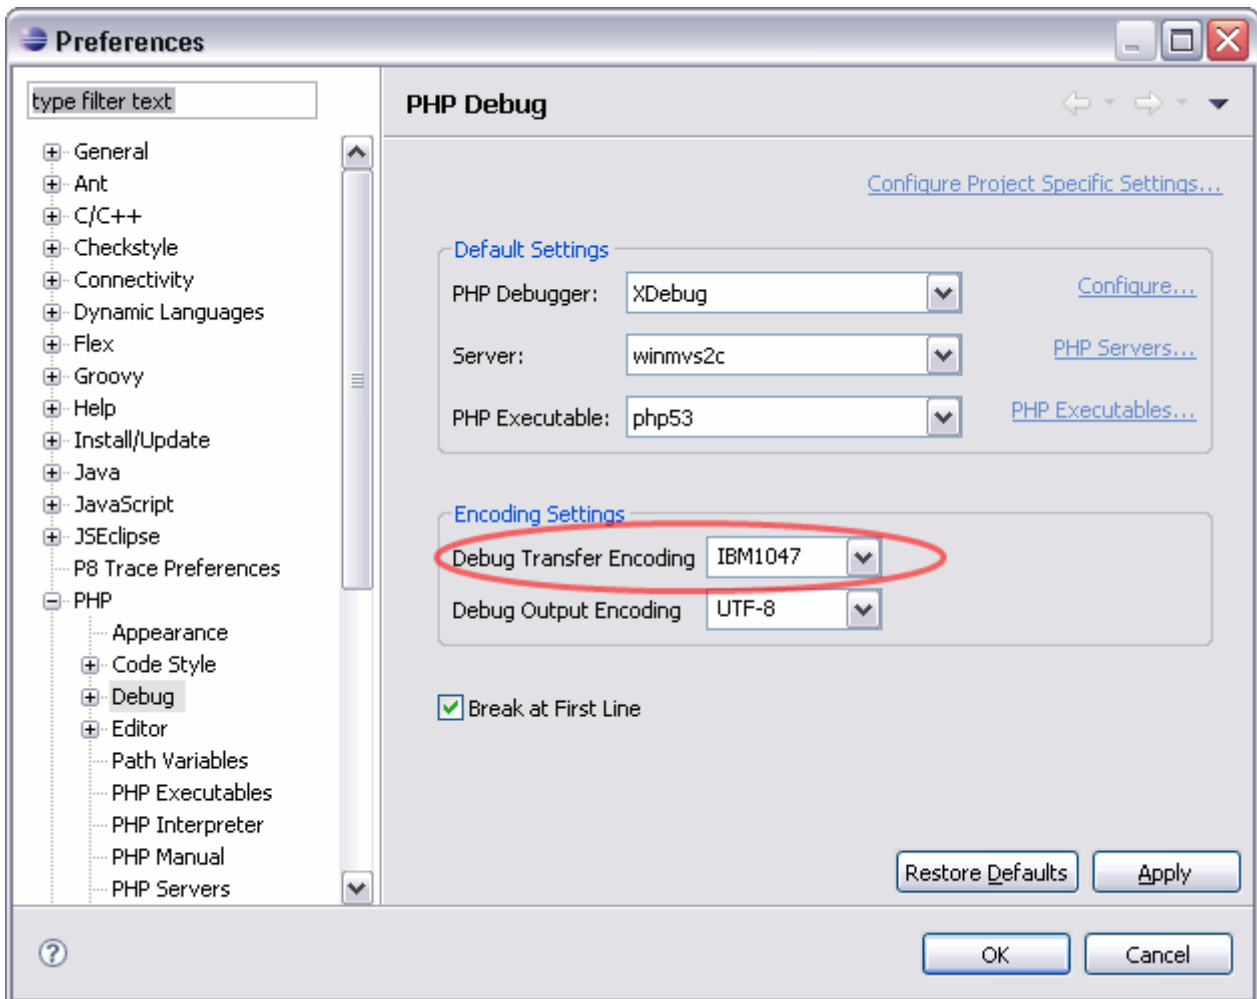 Preferences
type filter text
General
Ant
C/C++
Checkstyle
Connectivity
Dynamic Languages
Flex
Groovy
Help
Install/Update
Java
JavaScript
JSEclipse
P8 Trace Preferences
PHP
Appearance
Code Style
Debug
Editor
Path Variables
PHP Executables
PHP Interpreter
PHP Manual
PHP Servers
PHP Debug
Configure Project Specific Settings...
Default Settings
PHP Debugger: XDebug Configure...
Server: winmvs2c PHP Servers...
PHP Executable: php53 PHP Executables...
Encoding Settings
Debug Transfer Encoding IBM1047
Debug Output Encoding UTF-8
Break at First Line
Restore Defaults Apply
? OK Cancel